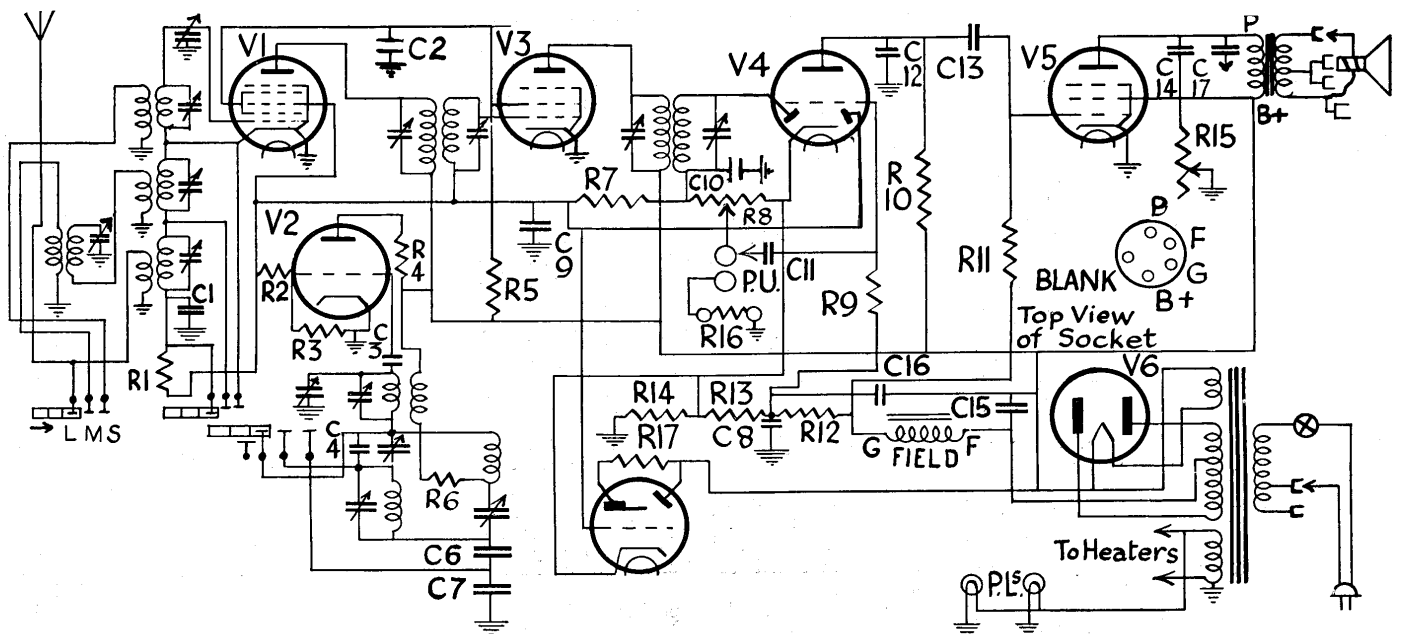 V1
C2
V3
V4
C
12
C13
V5
C
14
C
17
P
B+
R15
C1
R1
R2
V2
R
4
R3
C
3
R5
C
9
R7
C10
R8
C11
P.U.
R16
R9
R
10
R11
P
F
G
B+
BLANK
Top View
of Socket
V6
L M S
C
4
R6
C6
C7
R14
R13
R17
C8
R12
C16
C15
G FIELD F
To Heaters
P.Ls.